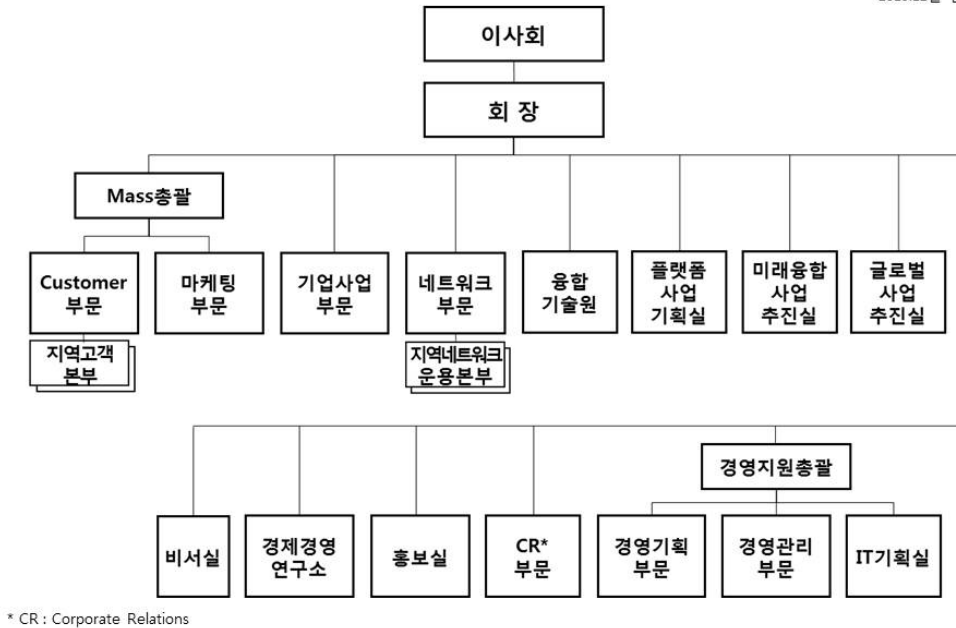 이사회
회 장
Mass총괄
Customer
부문
마케팅
부문
기업사업
부문
네트워크
부문
융합
기술원
플랫폼
사업
기획실
미래융합
사업
추진실
글로벌
사업
추진실
지역고객
본부
지역네트워크
운용본부
경영지원총괄
비서실
경제경영
연구소
홍보실
CR*
부문
경영기획
부문
경영관리
부문
IT기획실
* CR : Corporate Relations